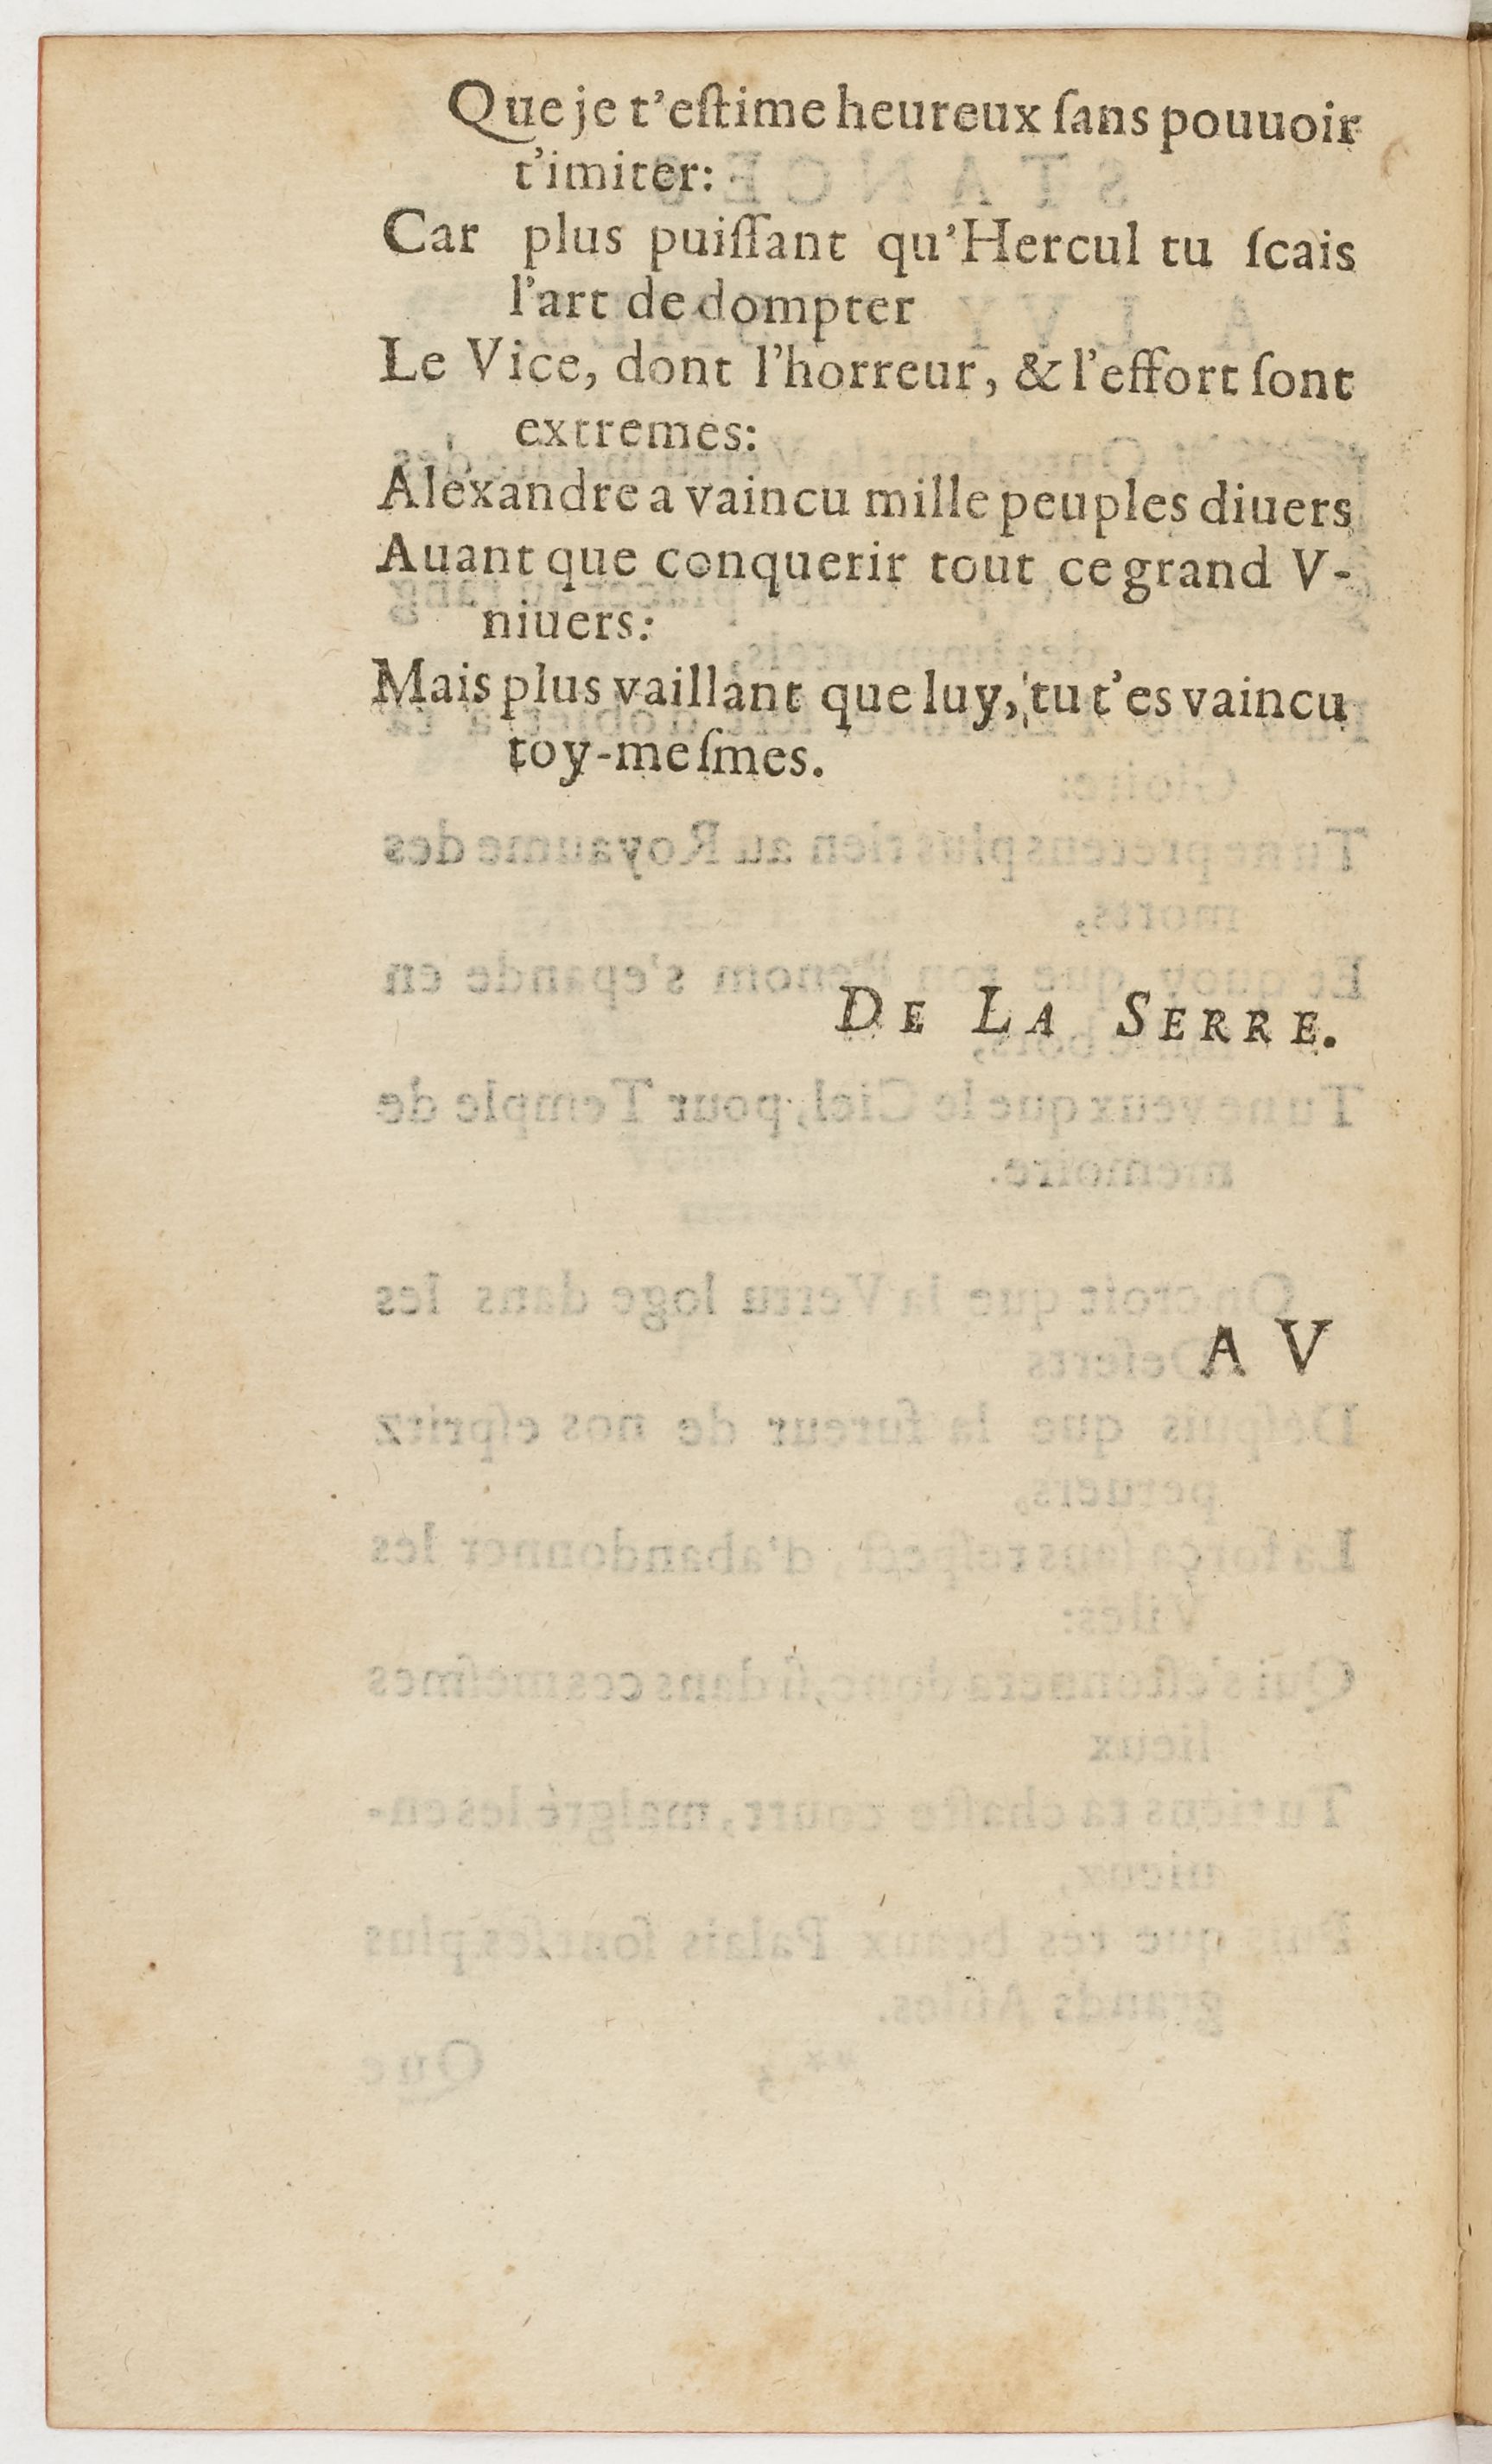 Que je t'eſtime heureux ſans pouuoir
t'imiter:
Car plus puiſſant qu'Hercul tu ſcais
l'art de dompter
Le Vice, dont l'horreur, & l'effort ſont
extremes:
Alexandre a vaincu mille peuples diuers
Auant que conquerir tout ce grand V-
niuers:
Mais plus vaillant que luy, tu t'es vaincu
toy-meſmes.
DE LA SERRE.
AV